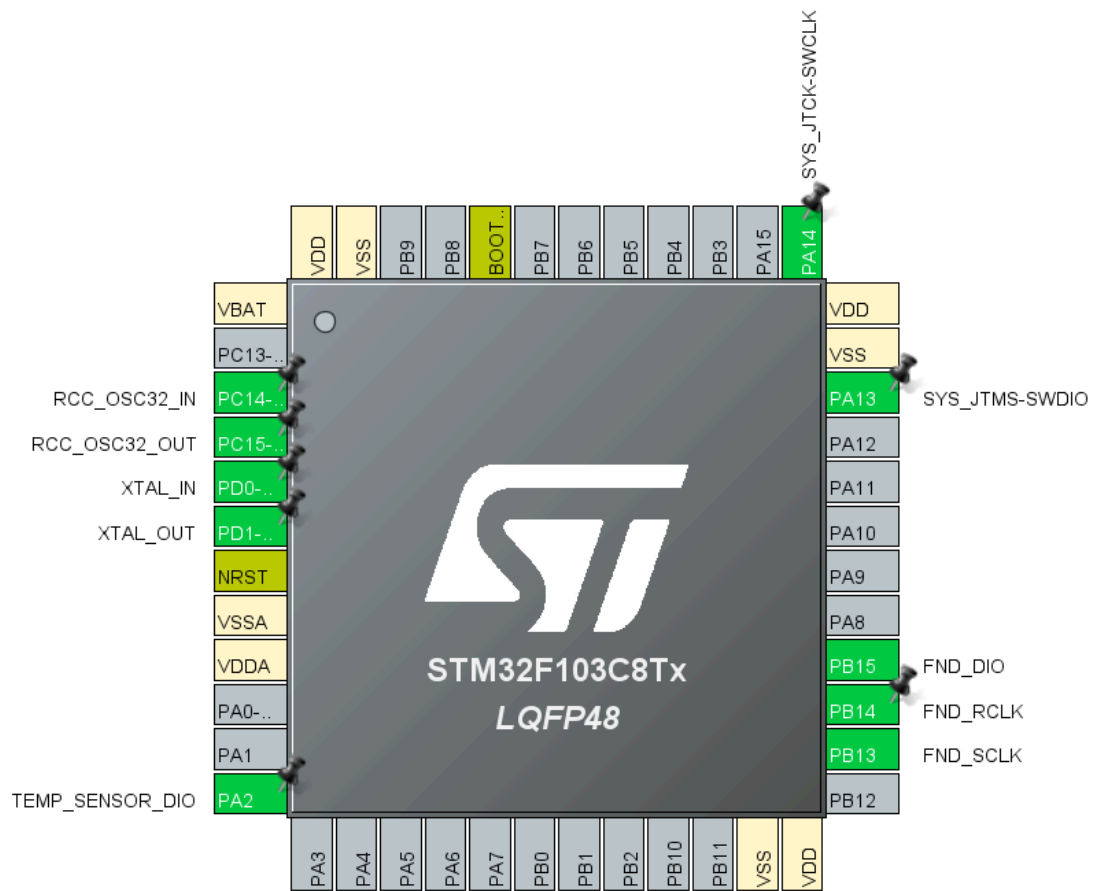 SYS_JTCK-SWCLK
VDD
VSS
PB9
PB8
BOOT..
PB7
PB6
PB5
PB4
PB3
PA15
PA14
VBAT
PC13-..
RCC_OSC32_IN PC14-..
RCC_OSC32_OUT PC15-..
XTAL_IN PD0-..
XTAL_OUT PD1-..
NRST
VSSA
VDDA
PA0-..
PA1
TEMP_SENSOR_DIO PA2
ST
STM32F103C8Tx
LQFP48
VDD
VSS
PA13 SYS_JTMS-SWDIO
PA12
PA11
PA10
PA9
PA8
PB15 FND_DIO
PB14 FND_RCLK
PB13 FND_SCLK
PB12
PA3
PA4
PA5
PA6
PA7
PB0
PB1
PB2
PB10
PB11
VSS
VDD